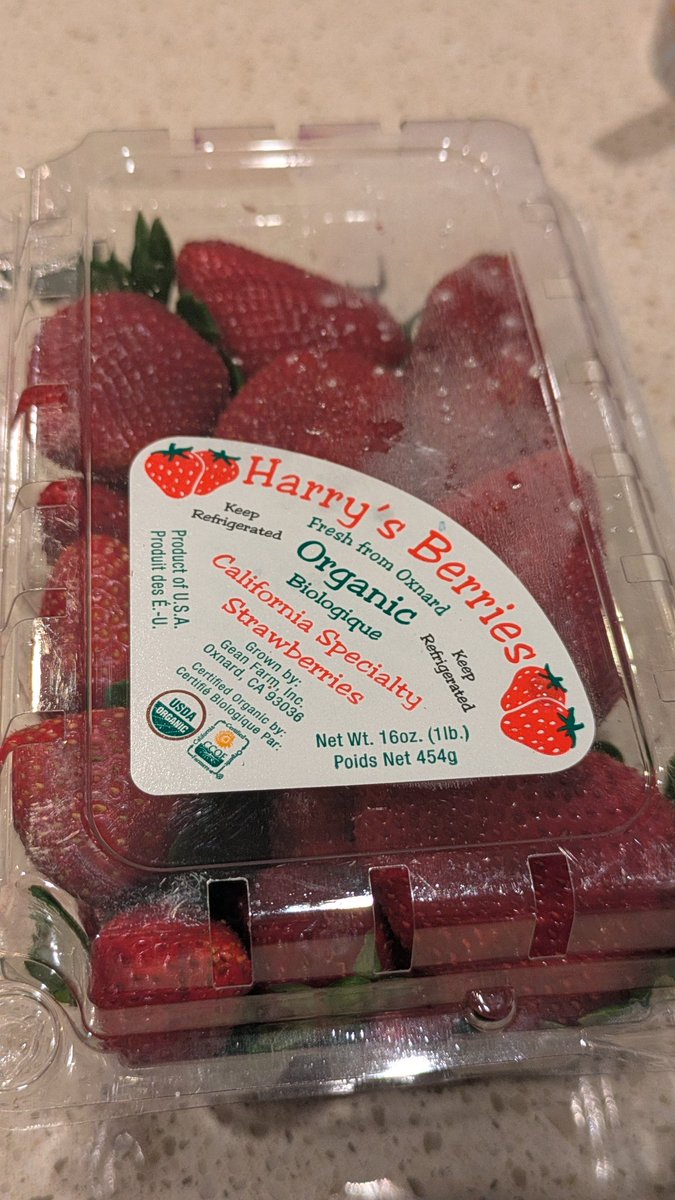 Harry's Berries
Keep
Refrigerated
Fresh from Oxnard
Organic
Biologique
California Specialty
Strawberries
Keep
Refrigerated
Product of U.S.A.
Produit des É.-U.
Grown by:
Gean Farm, Inc.
Oxnard, CA 93036
Certified Organic by:
Certifié Biologique Par:
USDA
ORGANIC
CCOF
Net Wt. 16oz. (1lb.)
Poids Net 454g